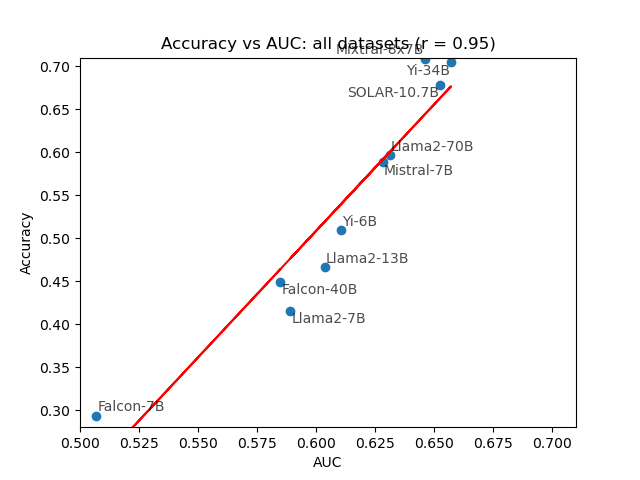 Accuracy vs AUC: all datasets (r = 0.95)
Mixtral-8x7B
Yi-34B
SOLAR-10.7B
Llama2-70B
Mistral-7B
Yi-6B
Llama2-13B
Falcon-40B
Llama2-7B
Falcon-7B
0.70
0.65
0.60
0.55
0.50
0.45
0.40
0.35
0.30
Accuracy
0.500 0.525 0.550 0.575 0.600 0.625 0.650 0.675 0.700
AUC